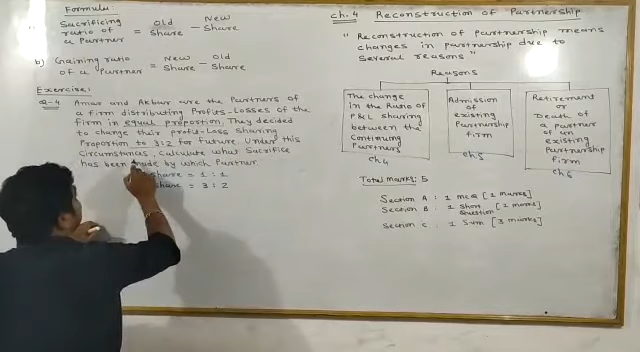 Formula:
Sacrificing ratio of a Partner = Old Share - New Share
b) Gaining ratio of a Partner = New Share - Old Share
Exercise:
Q-4 Amar and Akbar are the Partners of
a firm distributing Profits-Losses of the
firm in equal proportion. They decided
to change their profit-Loss sharing
Proportion to 3:2 for future. Under this
Circumstances, Calculate what Sacrifice
has been made by which Partner
share = 1 : 1
share = 3 : 2
ch.4 Reconstruction of Partnership
" Reconstruction of Partnership means
changes in partnership due to
Several reasons "
Reasons
The change
in the Ratio of
P & L sharing
between the
Continuing
Partners
ch.4
Admission
of
existing
Partnership
firm
ch.5
Retirement
or
Death of
a partner
of an
existing
Partnership
firm
ch.6
Total marks: 5
Section A : 1 MCQ [1 marks]
Section B : 1 Short Question [1 marks]
Section C : 1 Sum [3 marks]